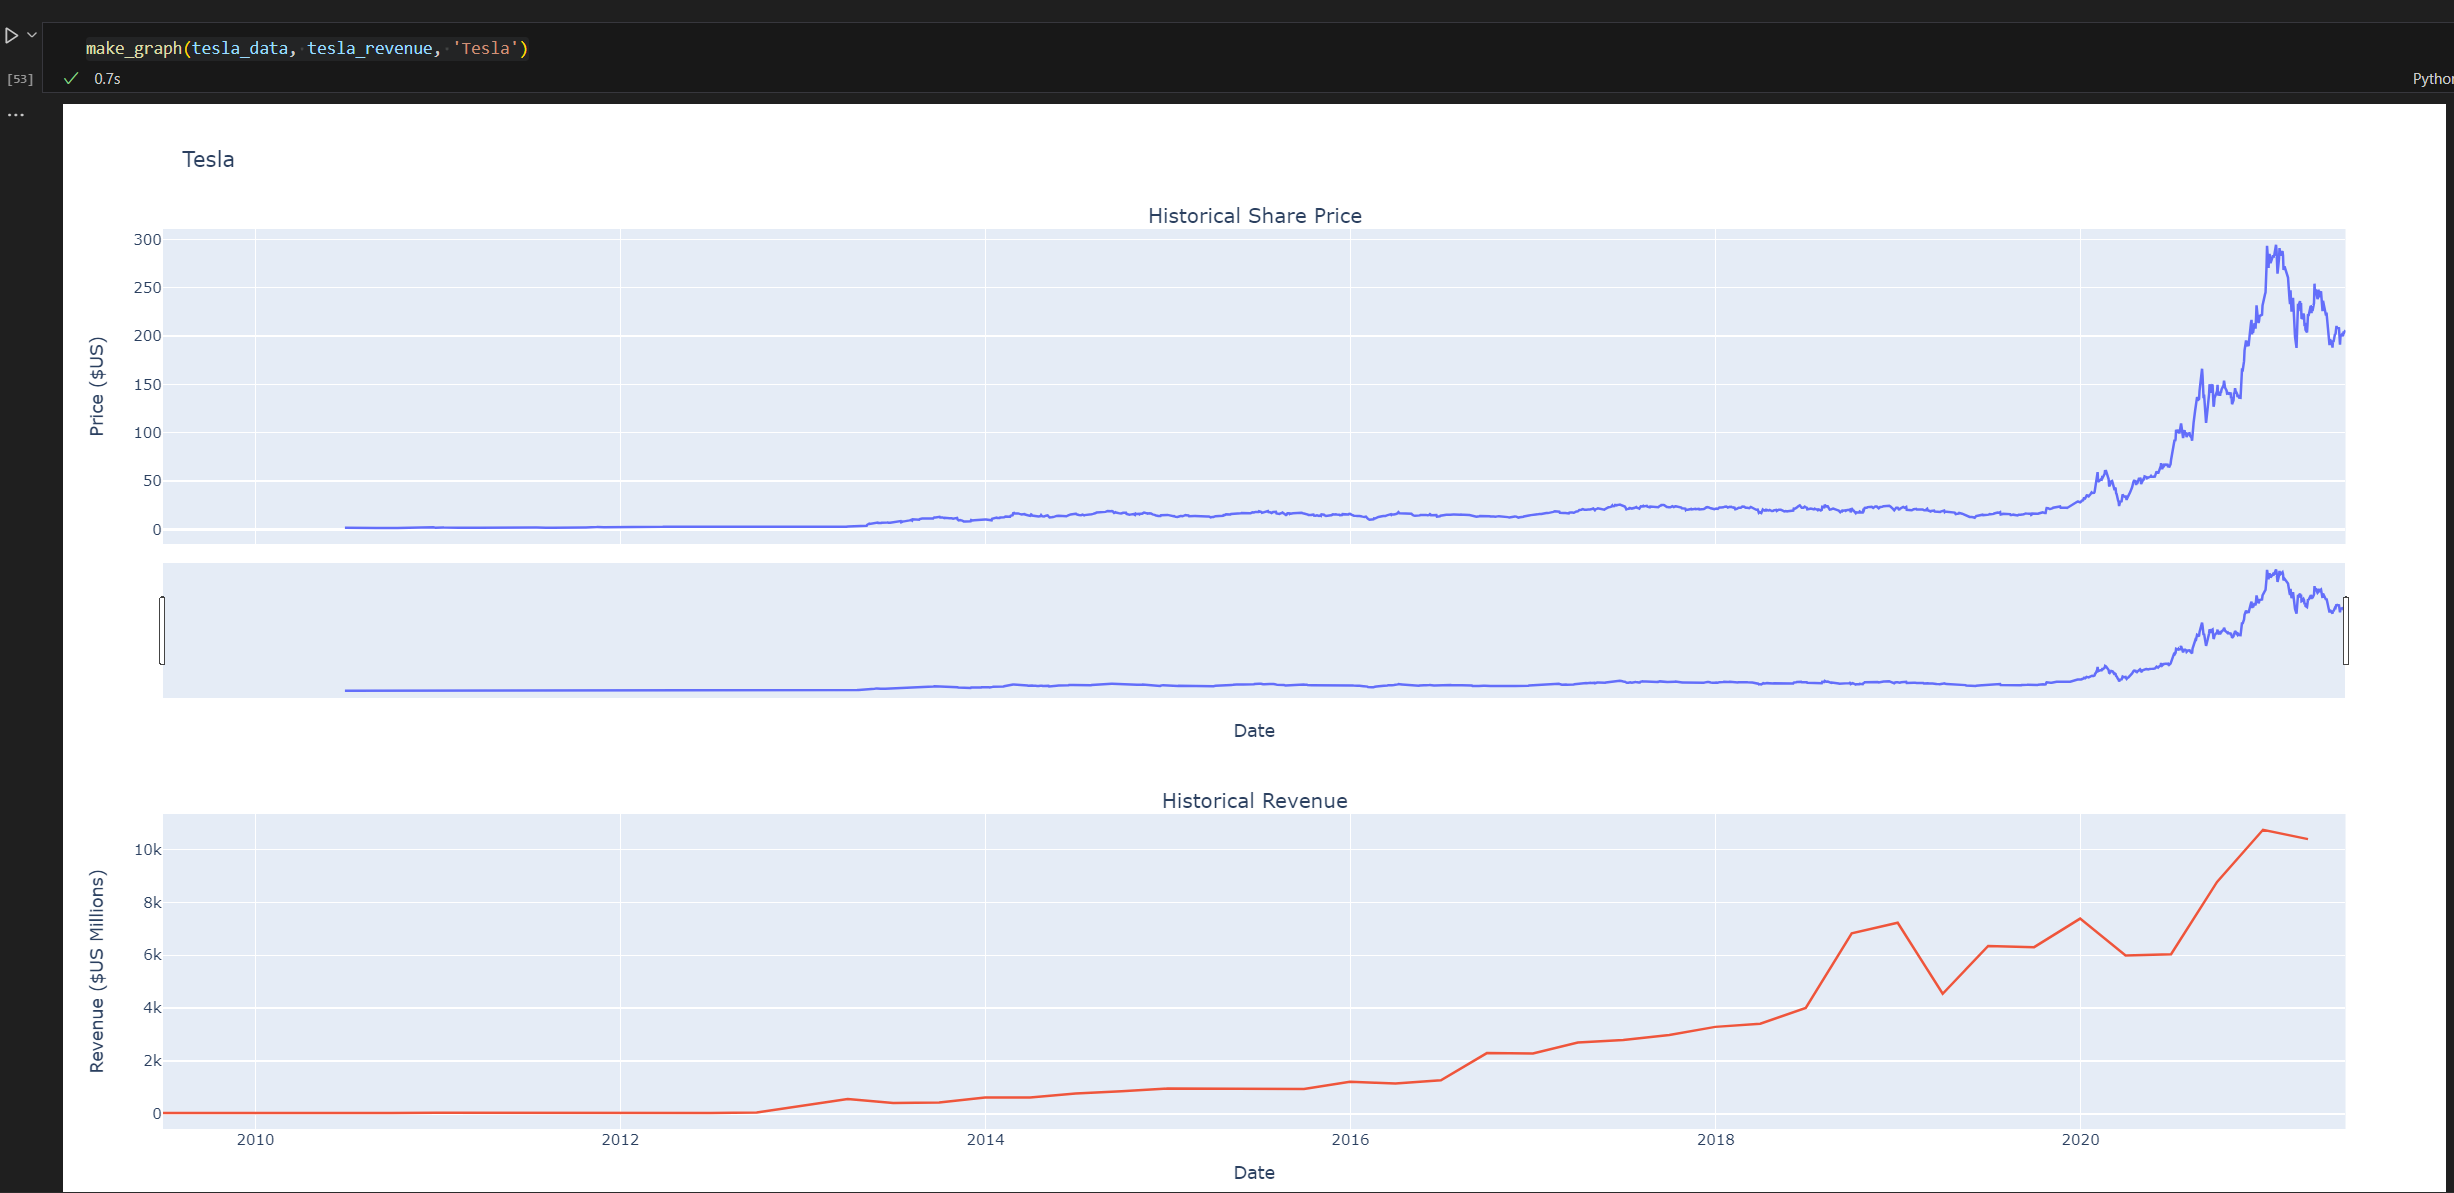 make_graph(tesla_data, tesla_revenue, 'Tesla')
[53]
0.7s
...
Tesla
Historical Share Price
300
250
200
150
100
50
0
Price ($US)
Date
Historical Revenue
10k
8k
6k
4k
2k
0
Revenue ($US Millions)
2010 2012 2014 2016 2018 2020
Date